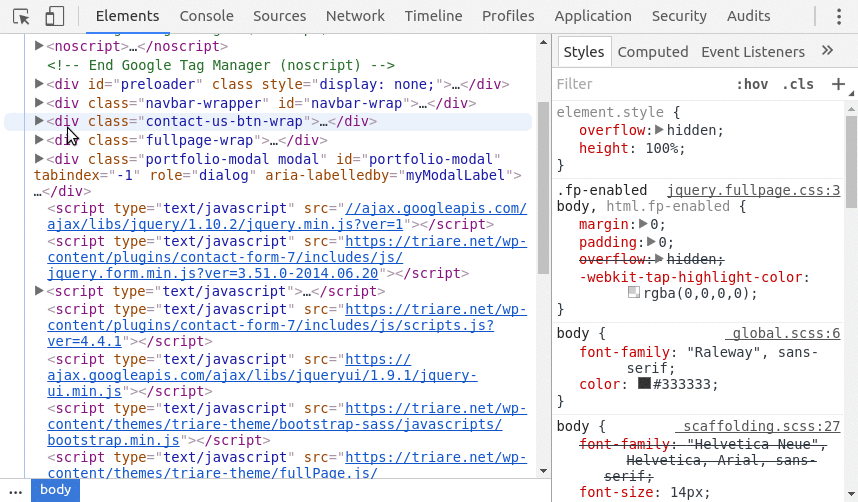 Elements Console Sources Network Timeline Profiles Application Security Audits
<noscript>…</noscript>
<!-- End Google Tag Manager (noscript) -->
<div id="preloader" class style="display: none;">…</div>
<div class="navbar-wrapper" id="navbar-wrap">…</div>
<div class="contact-us-btn-wrap">…</div>
<div class="fullpage-wrap">…</div>
<div class="portfolio-modal modal" id="portfolio-modal"
tabindex="-1" role="dialog" aria-labelledby="myModalLabel">
…</div>
<script type="text/javascript" src="//ajax.googleapis.com/
ajax/libs/jquery/1.10.2/jquery.min.js?ver=1"></script>
<script type="text/javascript" src="https://triare.net/wp-
content/plugins/contact-form-7/includes/js/
jquery.form.min.js?ver=3.51.0-2014.06.20"></script>
<script type="text/javascript">…</script>
<script type="text/javascript" src="https://triare.net/wp-
content/plugins/contact-form-7/includes/js/scripts.js?
ver=4.4.1"></script>
<script type="text/javascript" src="https://
ajax.googleapis.com/ajax/libs/jqueryui/1.9.1/jquery-
ui.min.js"></script>
<script type="text/javascript" src="https://triare.net/wp-
content/themes/triare-theme/bootstrap-sass/javascripts/
bootstrap.min.js"></script>
<script type="text/javascript" src="https://triare.net/wp-
content/themes/triare-theme/fullPage.js/
… body
Styles Computed Event Listeners »
Filter :hov .cls +
element.style {
overflow: hidden;
height: 100%;
}
.fp-enabled jquery.fullpage.css:3
body, html.fp-enabled {
margin: 0;
padding: 0;
overflow: hidden;
-webkit-tap-highlight-color:
rgba(0,0,0,0);
}
body { _global.scss:6
font-family: "Raleway", sans-
serif;
color: #333333;
}
body { _scaffolding.scss:27
font-family: "Helvetica Neue",
Helvetica, Arial, sans-
serif;
font-size: 14px;